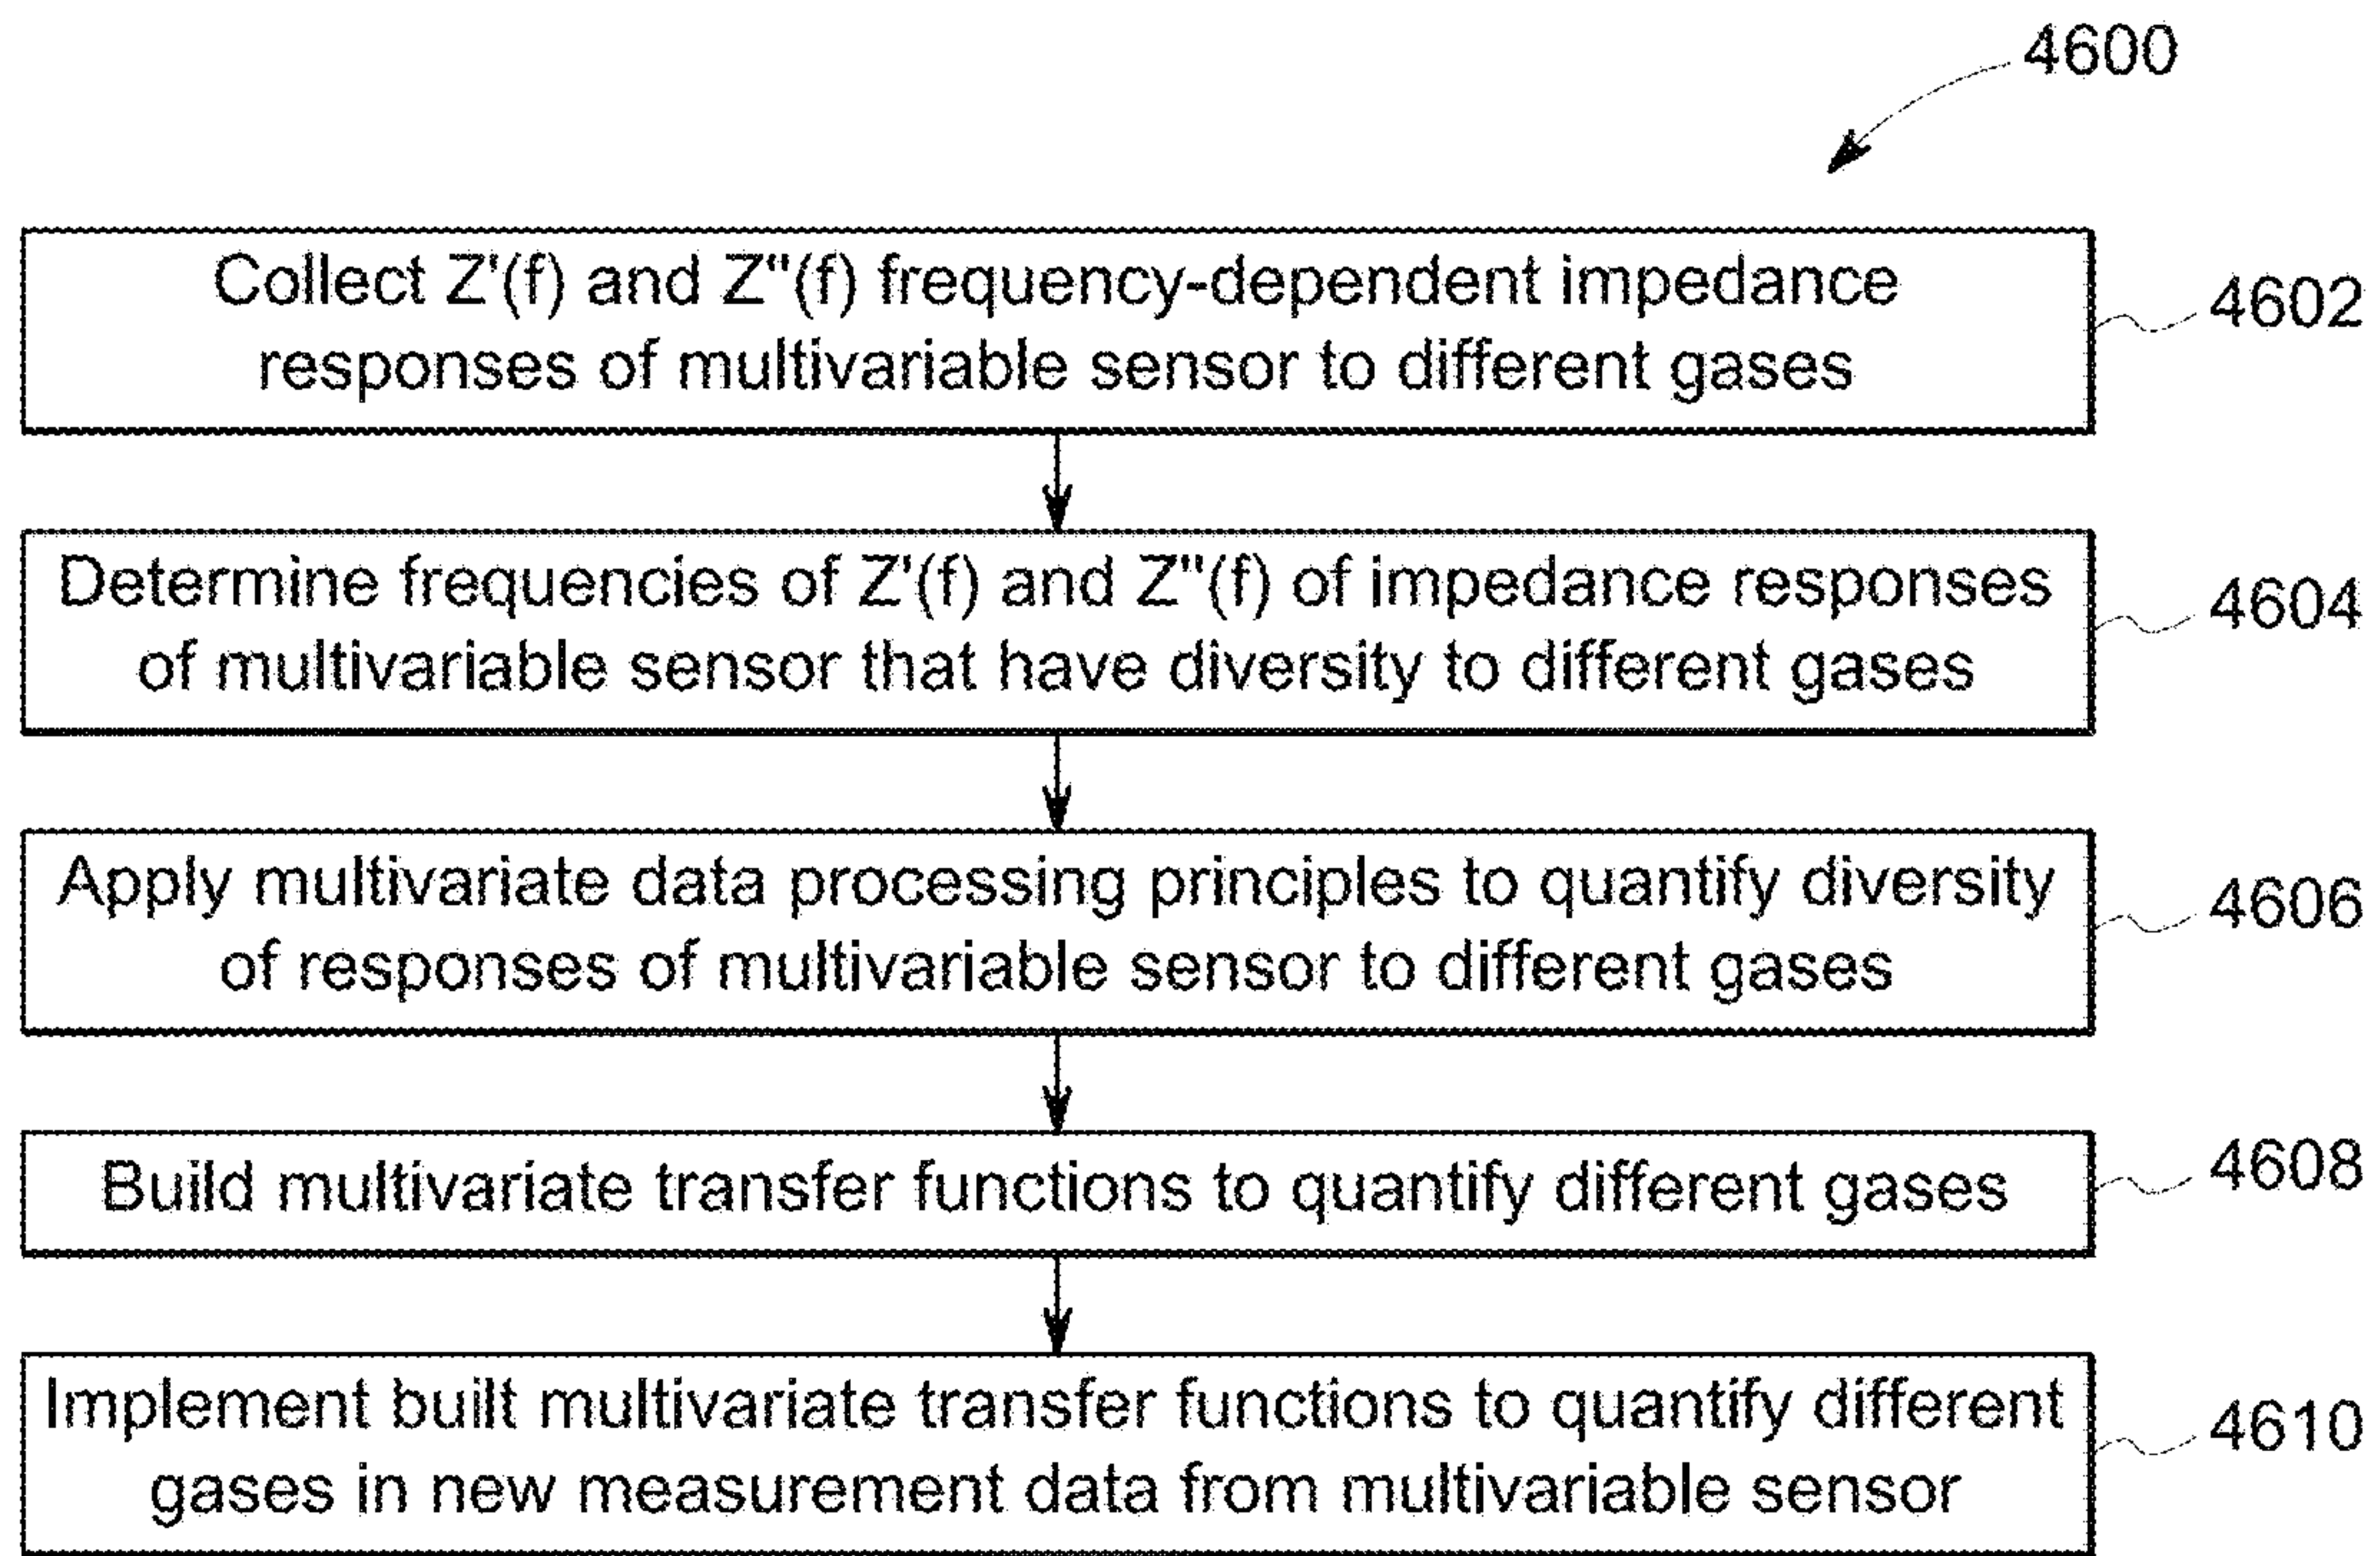 4600
Collect Z'(f) and Z"(f) frequency-dependent impedance
responses of multivariable sensor to different gases
4602
Determine frequencies of Z'(f) and Z"(f) of impedance responses
of multivariable sensor that have diversity to different gases
4604
Apply multivariate data processing principles to quantify diversity
of responses of multivariable sensor to different gases
4606
Build multivariate transfer functions to quantify different gases
4608
Implement built multivariate transfer functions to quantify different
gases in new measurement data from multivariable sensor
4610